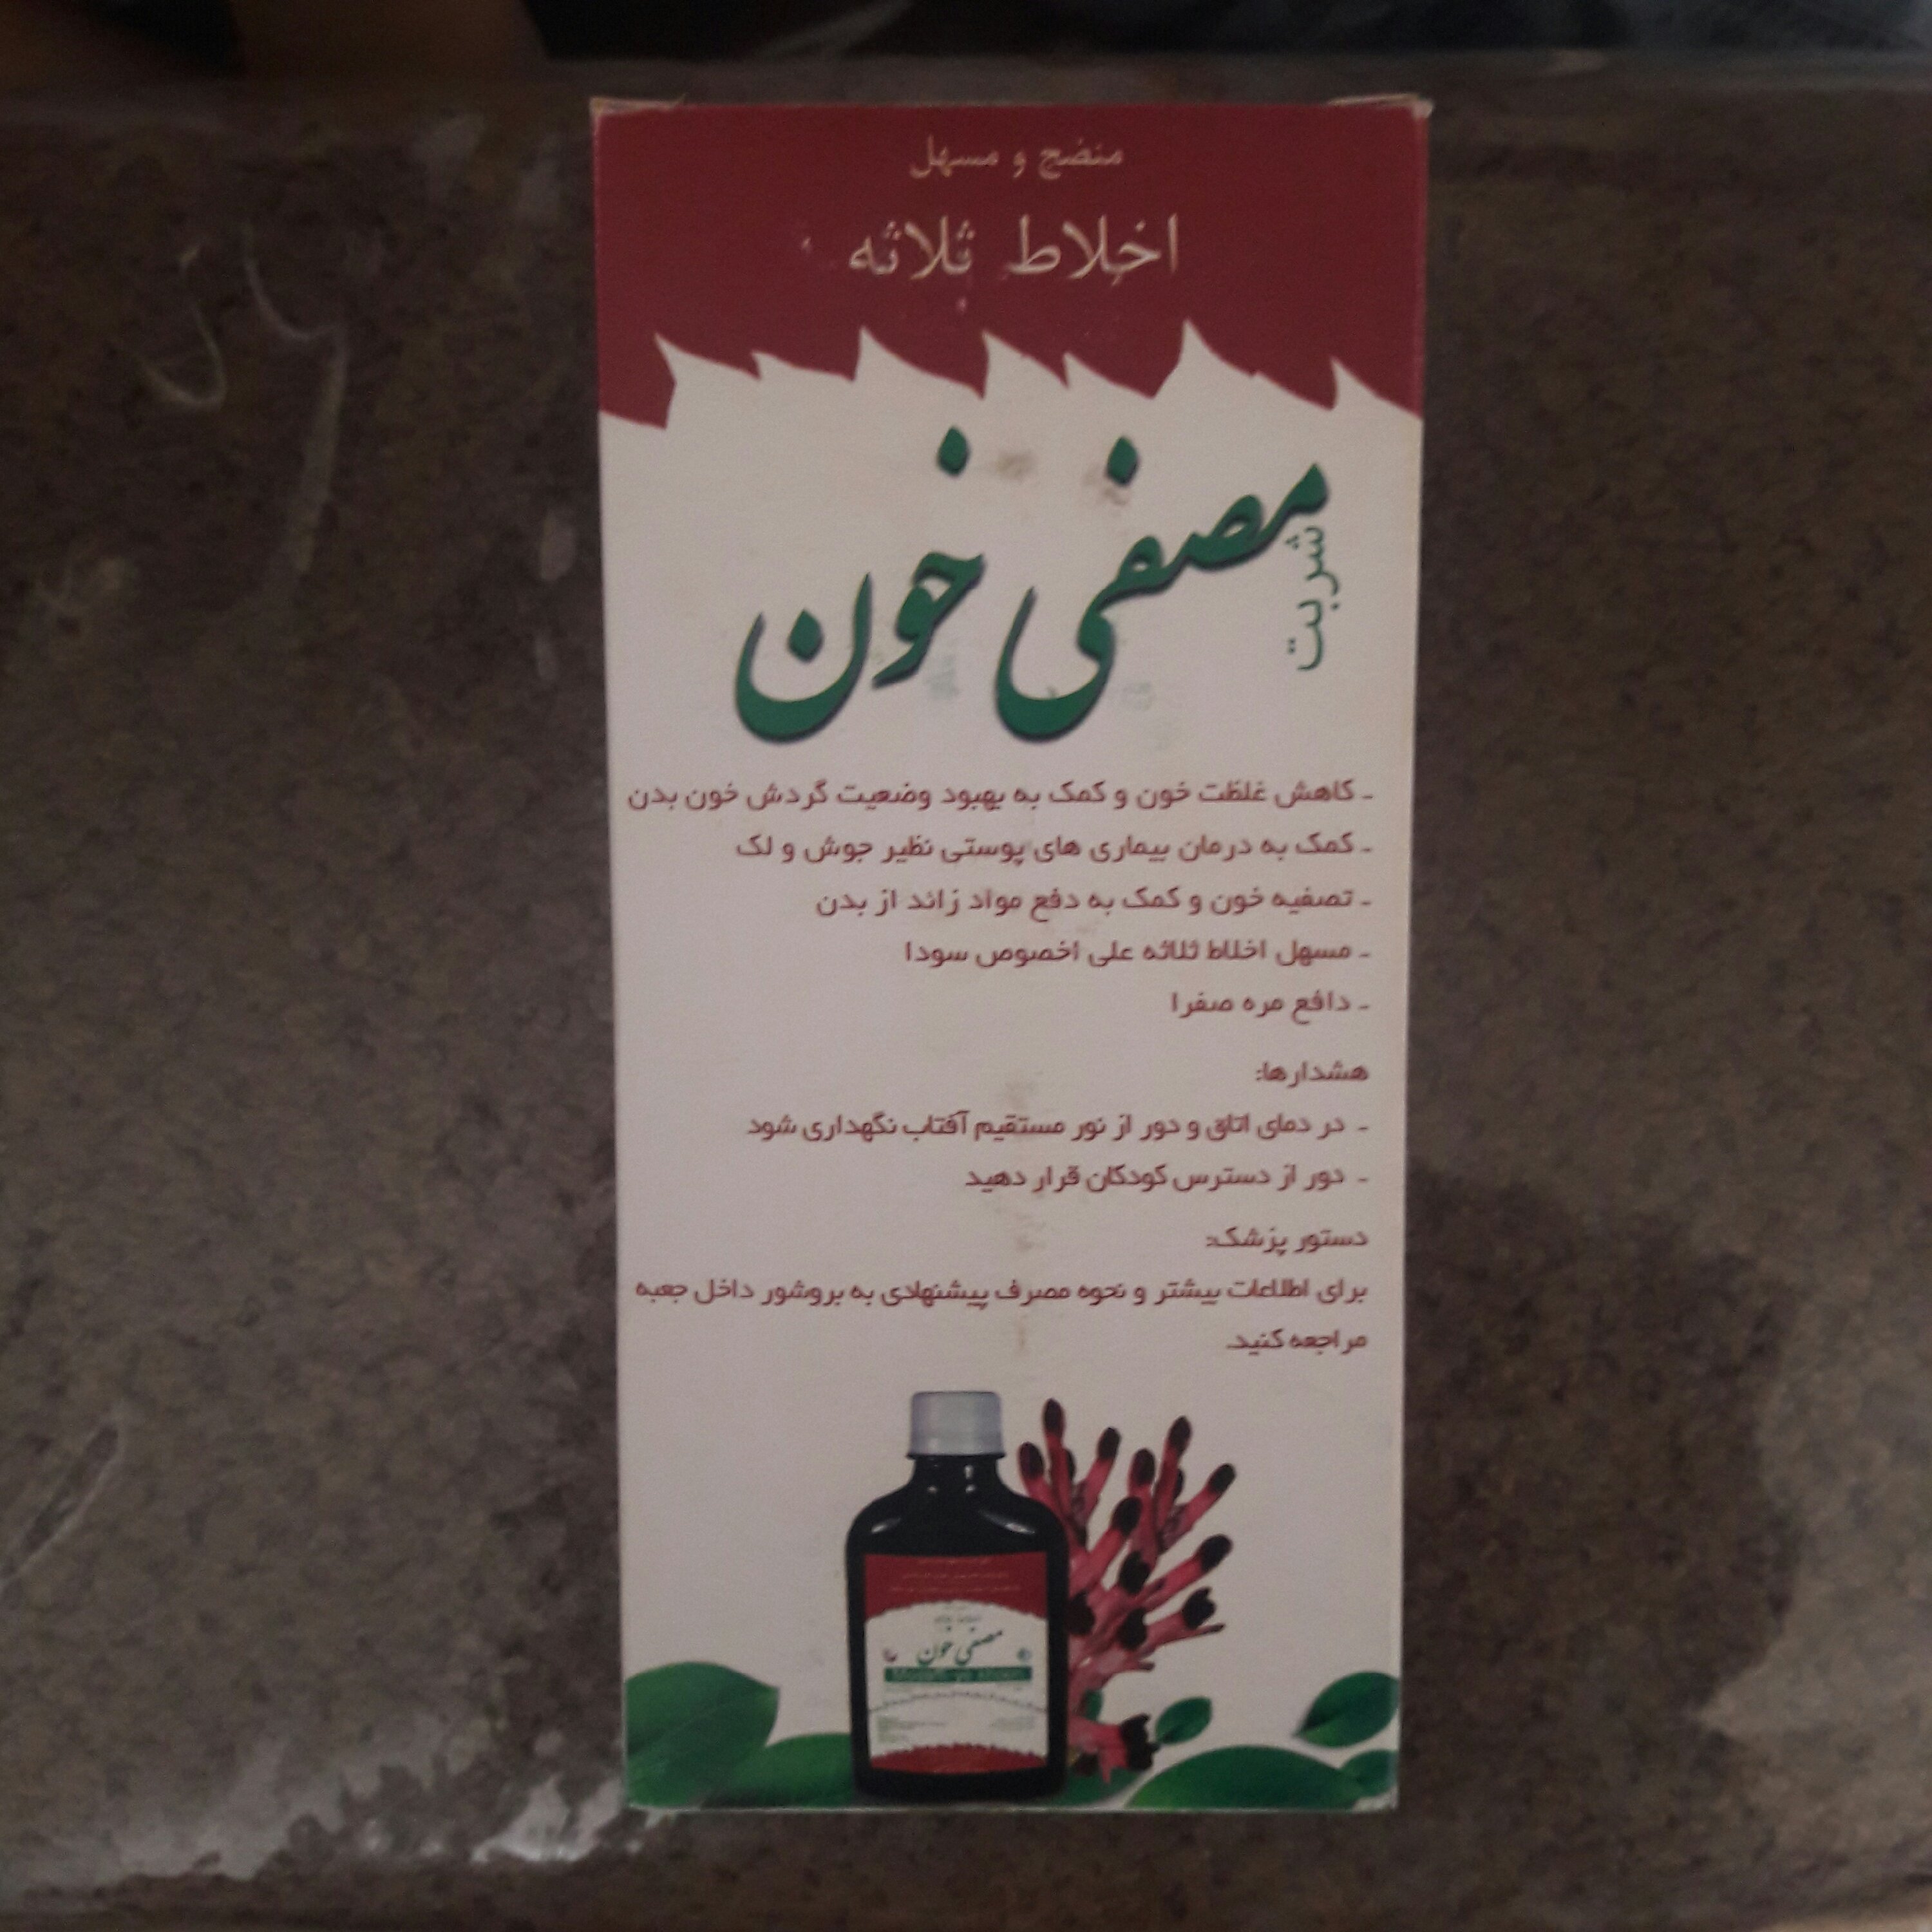 منضج و مسهل
اخلاط ثلاثه
شربت
مصفی خون
- کاهش غلظت خون و کمک به بهبود وضعیت گردش خون بدن
- کمک به درمان بیماری های پوستی نظیر جوش و لک
- تصفیه خون و کمک به دفع مواد زائد از بدن
- مسهل اخلاط ثلاثه علی اخصوص سودا
- دافع مره صفرا
هشدارها:
- در دمای اتاق و دور از نور مستقیم آفتاب نگهداری شود
- دور از دسترس کودکان قرار دهید
دستور پزشک:
برای اطلاعات بیشتر و نحوه مصرف پیشنهادی به بروشور داخل جعبه
مراجعه کنید.
مصفی خون